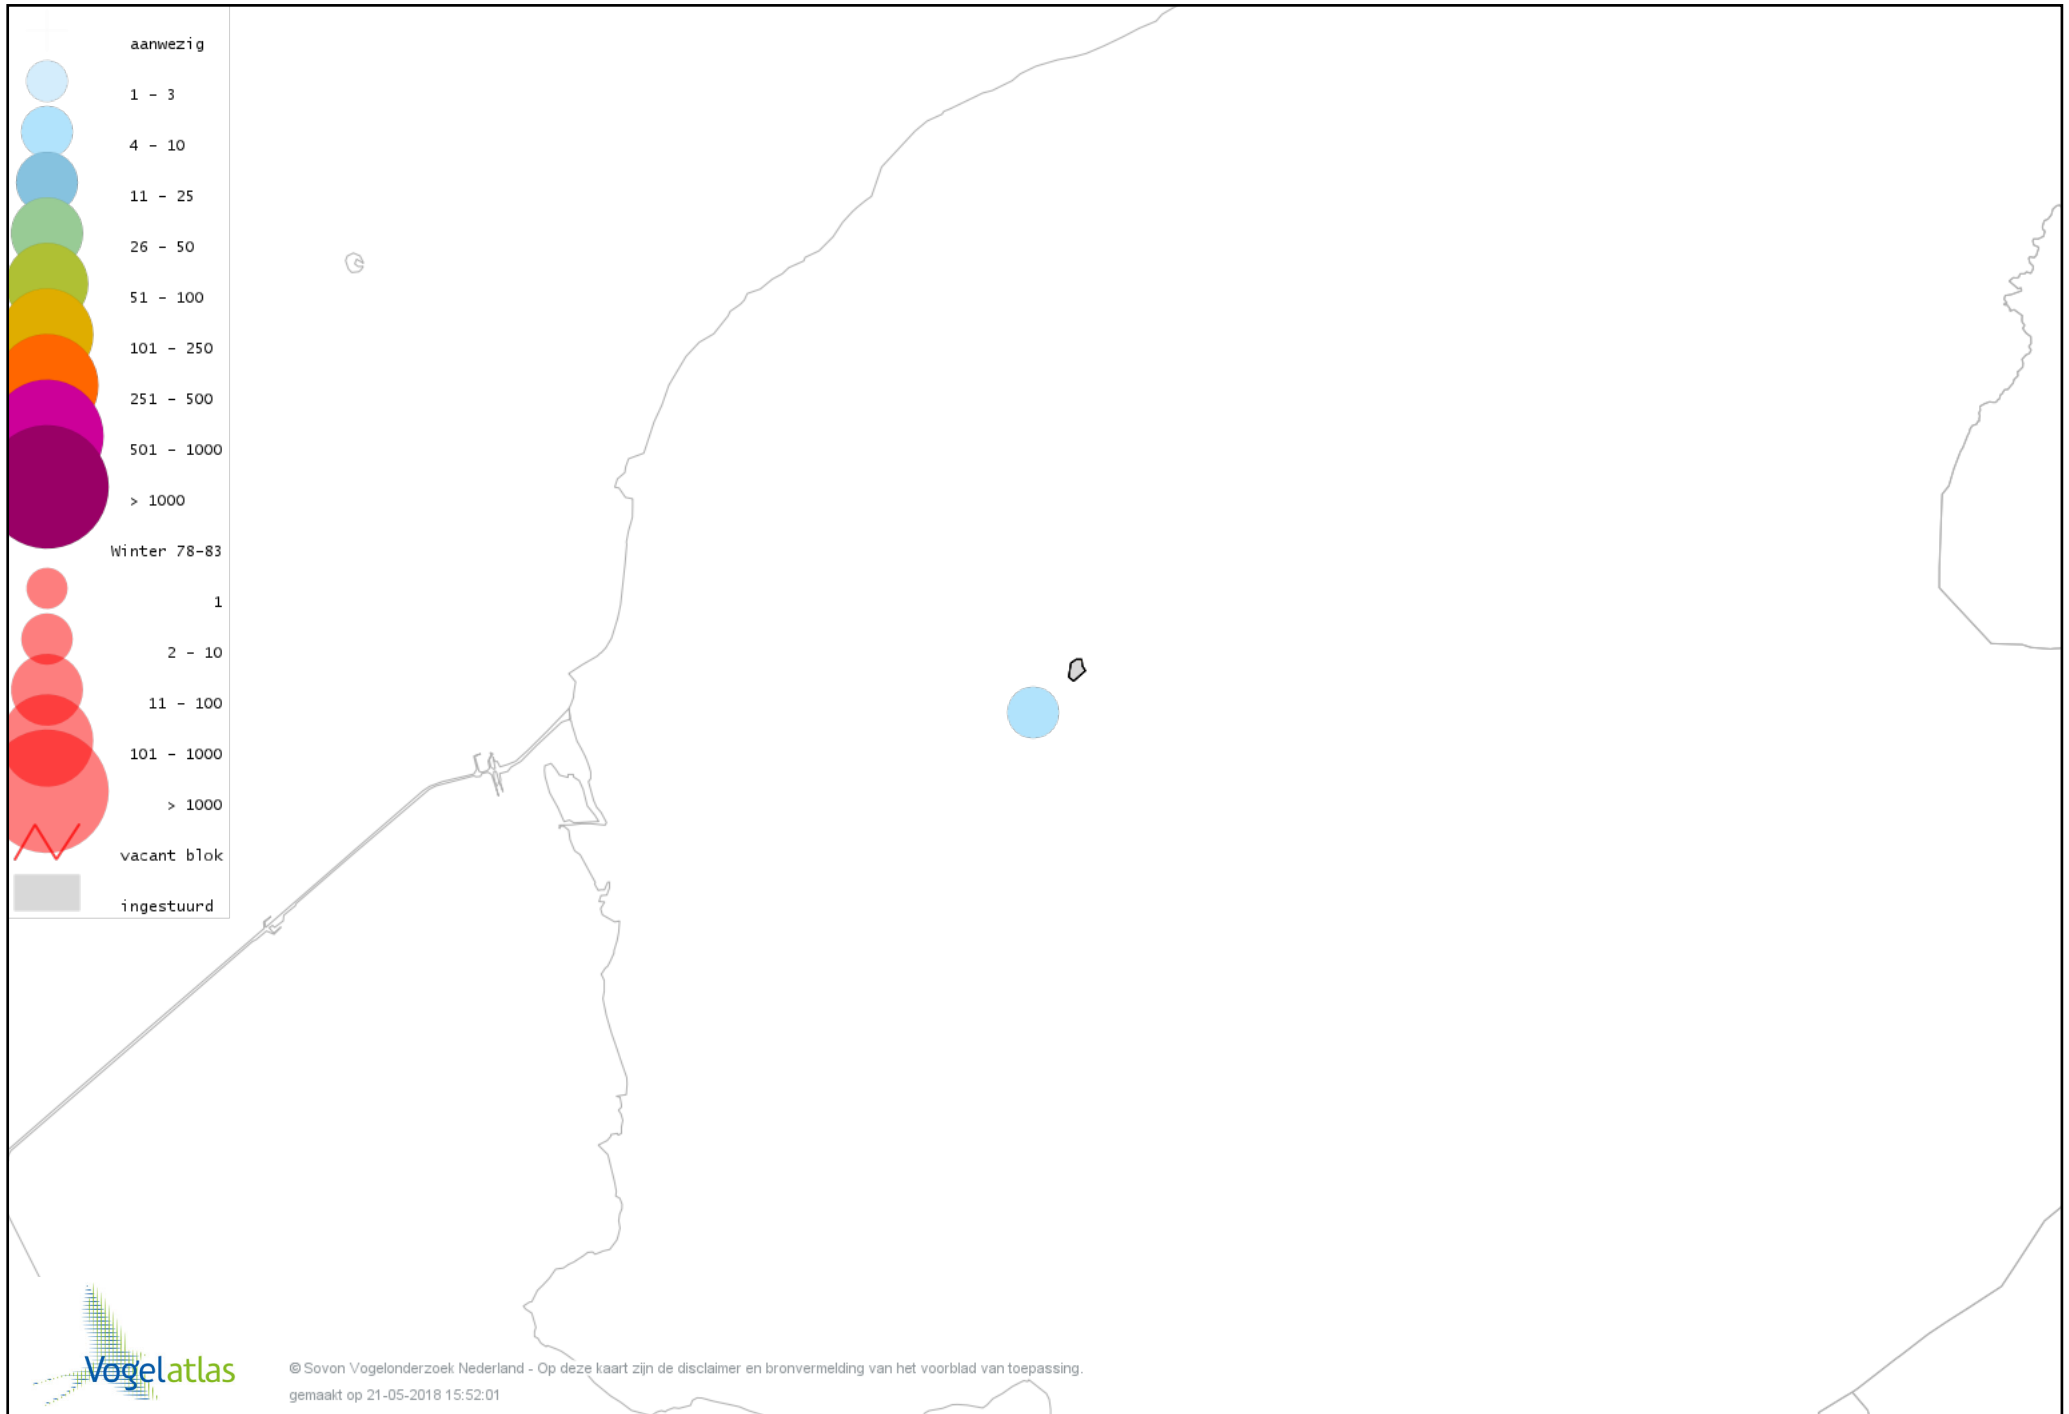 aanwezig
1 - 3
4 - 10
11 - 25
26 - 50
51 - 100
101 - 250
251 - 500
501 - 1000
> 1000
Winter 78-83
1
2 - 10
11 - 100
101 - 1000
> 1000
vacant blok
ingestuurd
Vogelatlas
© Sovon Vogelonderzoek Nederland - Op deze kaart zijn de disclaimer en bronvermelding van het voorblad van toepassing.
gemaakt op 21-05-2018 15:52:01